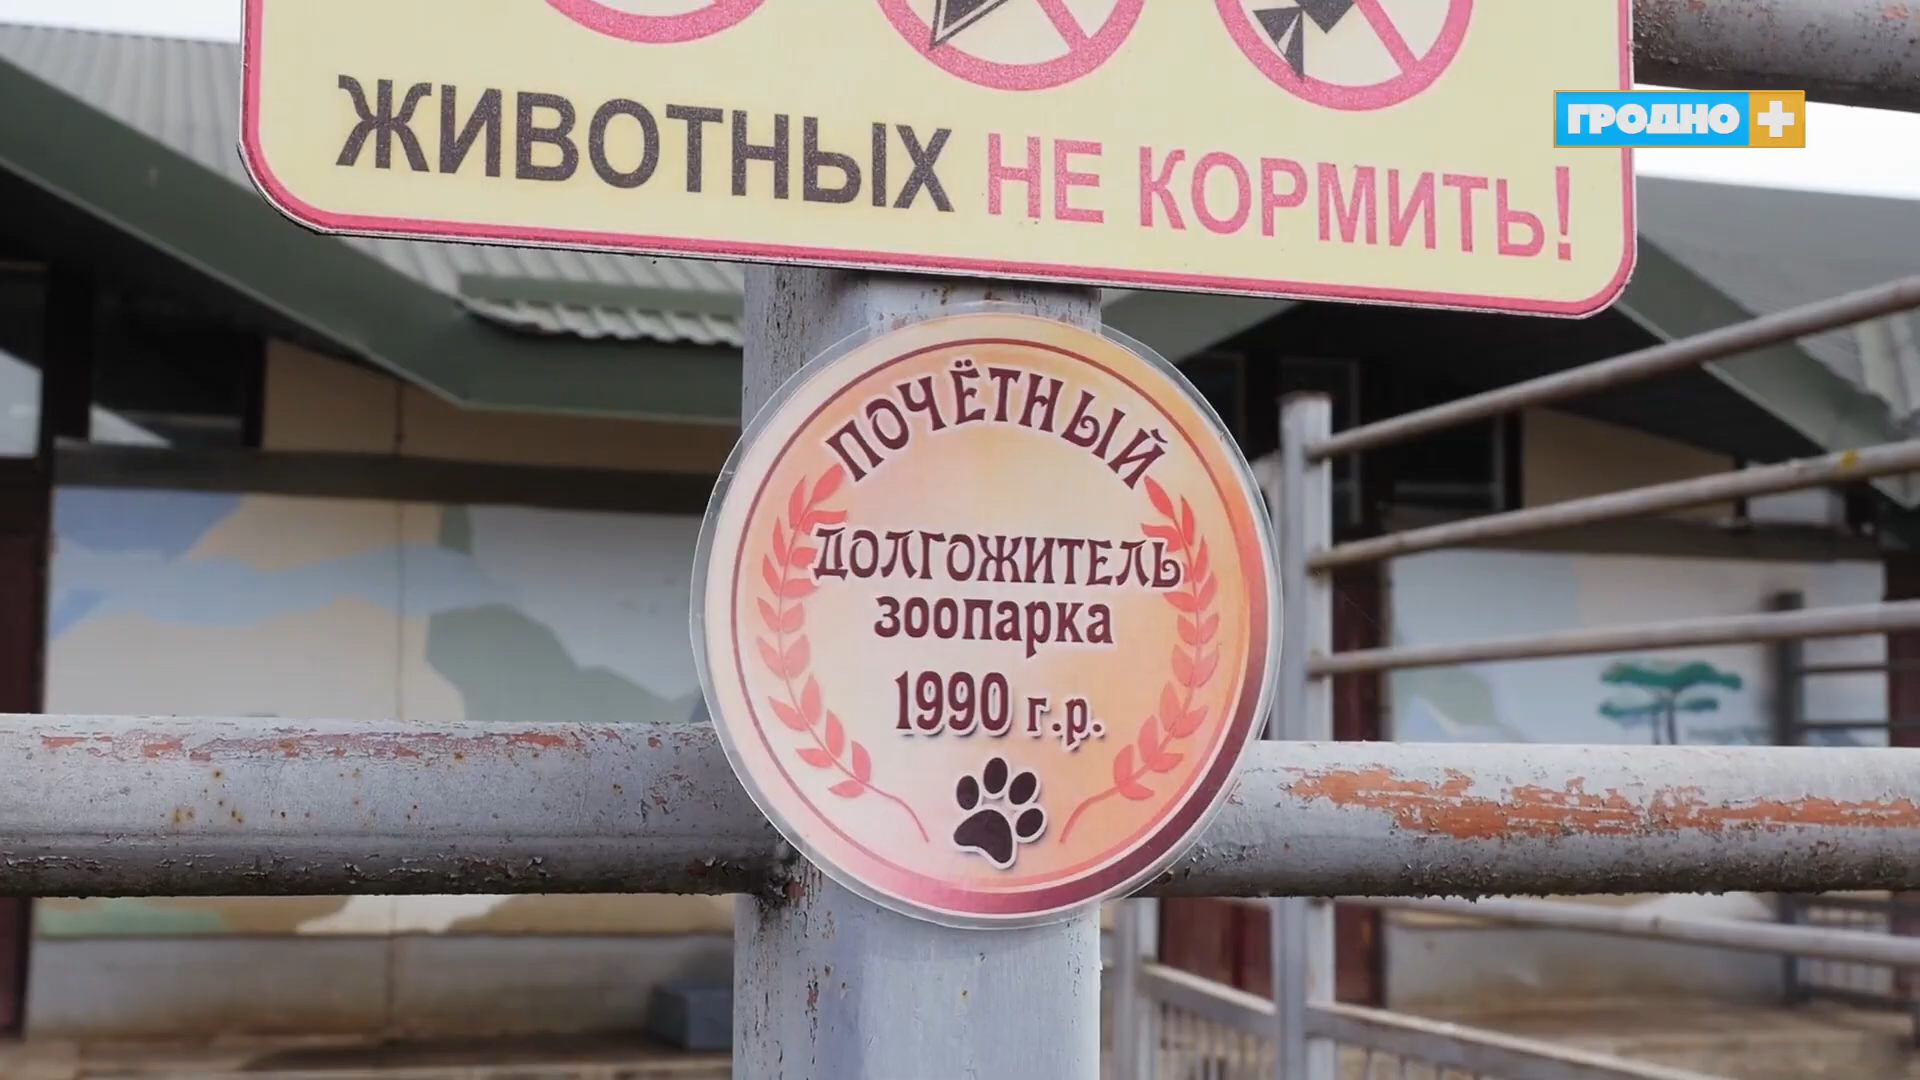 ЖИВОТНЫХ НЕ КОРМИТЬ!
ГРОДНО +
ПОЧЁТНЫЙ
ДОЛГОЖИТЕЛЬ
зоопарка
1990 г.р.